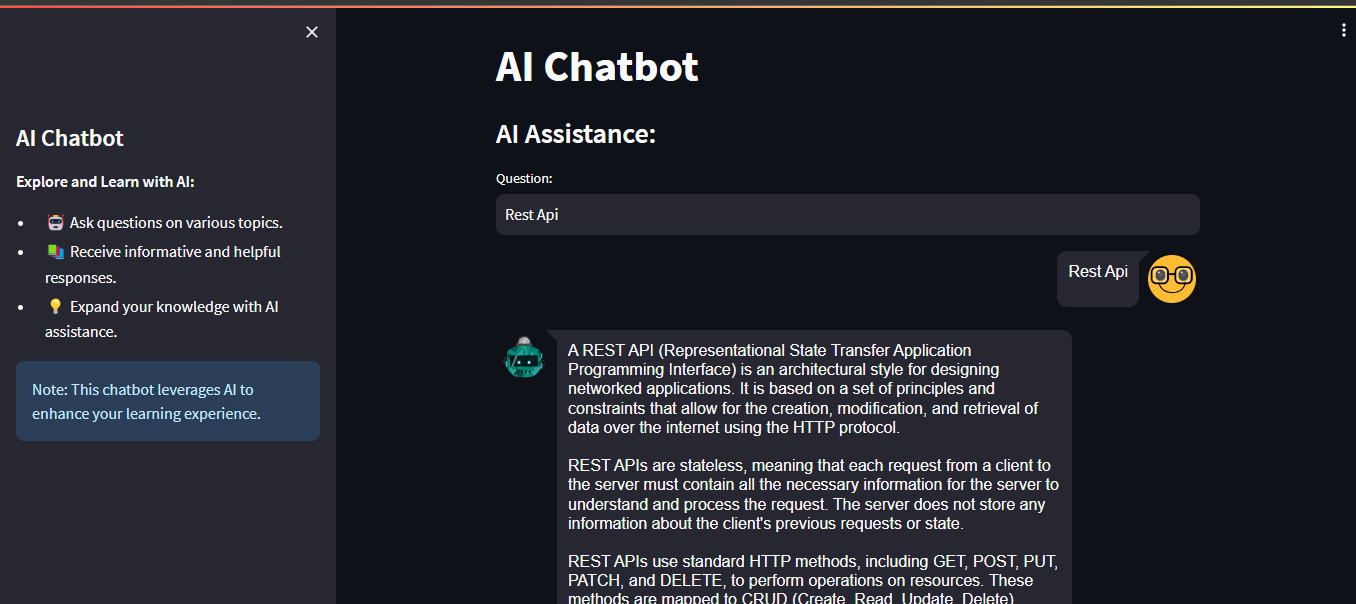 AI Chatbot
Explore and Learn with AI:
Ask questions on various topics.
Receive informative and helpful
responses.
Expand your knowledge with AI
assistance.
Note: This chatbot leverages AI to
enhance your learning experience.
AI Chatbot
AI Assistance:
Question:
Rest Api
Rest Api
A REST API (Representational State Transfer Application
Programming Interface) is an architectural style for designing
networked applications. It is based on a set of principles and
constraints that allow for the creation, modification, and retrieval of
data over the internet using the HTTP protocol.
REST APIs are stateless, meaning that each request from a client to
the server must contain all the necessary information for the server to
understand and process the request. The server does not store any
information about the client's previous requests or state.
REST APIs use standard HTTP methods, including GET, POST, PUT,
PATCH, and DELETE, to perform operations on resources. These
methods are mapped to CRUD (Create, Read, Update, Delete)